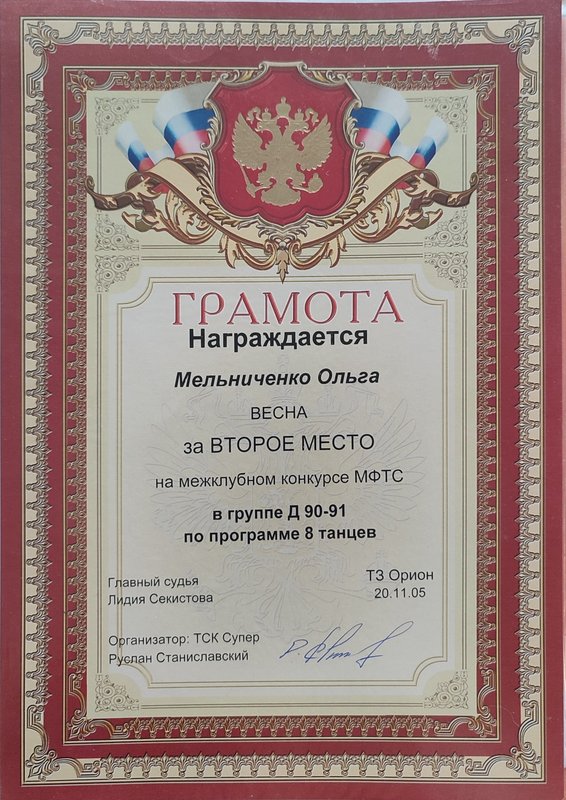 ГРАМОТА
Награждается
Мельниченко Ольга
ВЕСНА
за ВТОРОЕ МЕСТО
на межклубном конкурсе МФТС
в группе Д 90-91
по программе 8 танцев
Главный судья
Лидия Секистова
ТЗ Орион
20.11.05
Организатор: ТСК Супер
Руслан Станиславский